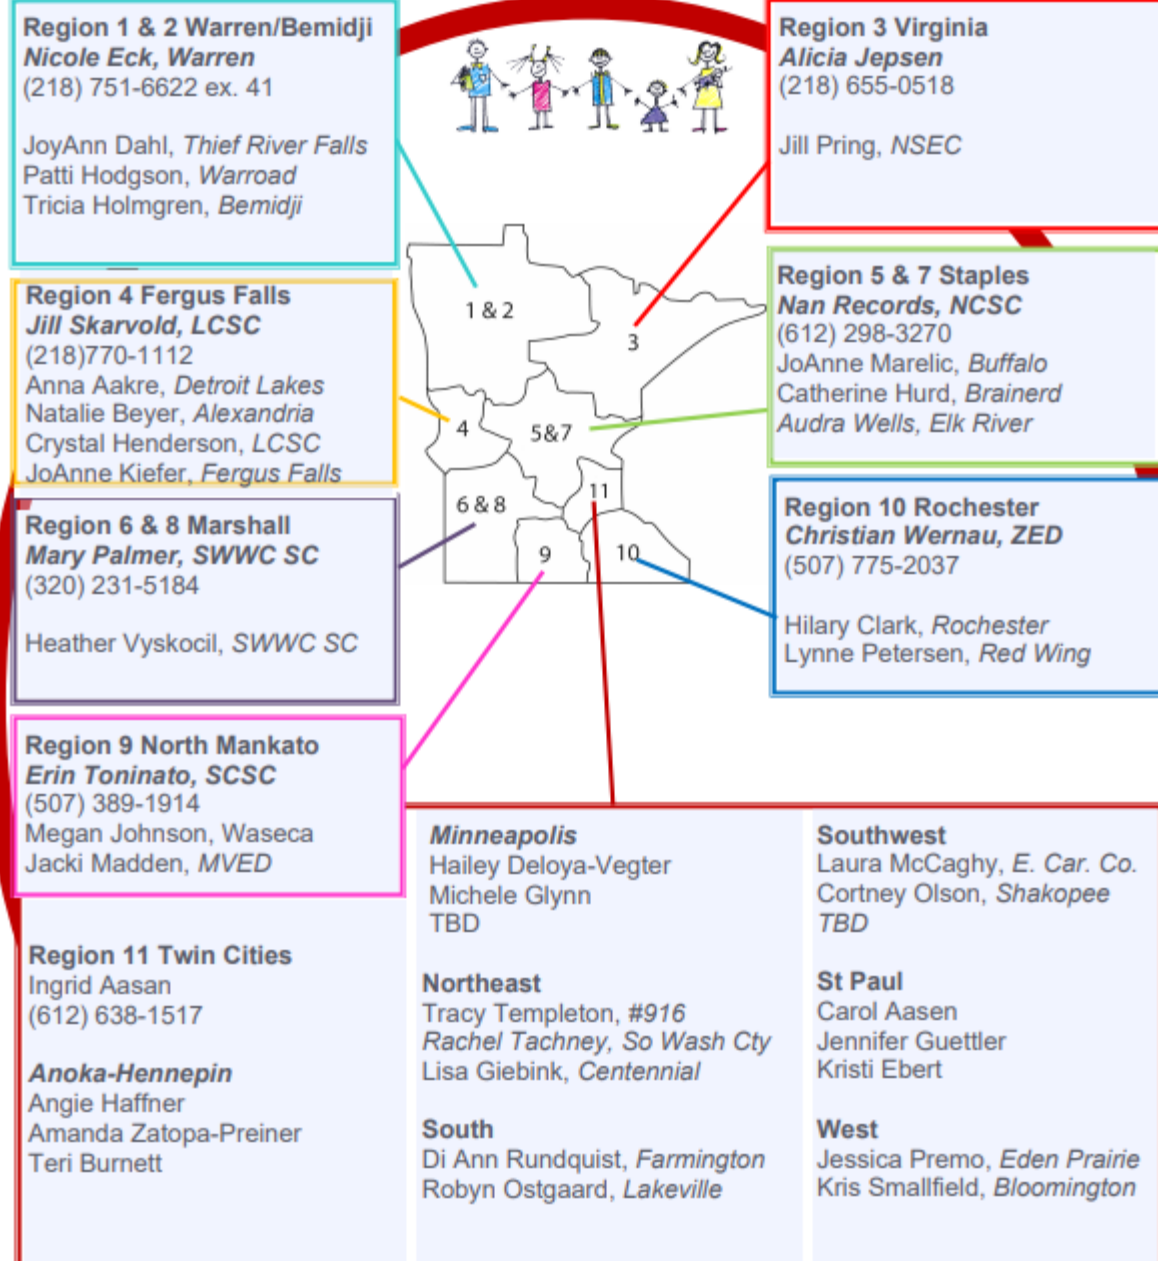 Region 1 & 2 Warren/Bemidji
Nicole Eck, Warren
(218) 751-6622 ex. 41
JoyAnn Dahl, Thief River Falls
Patti Hodgson, Warroad
Tricia Holmgren, Bemidji
Region 3 Virginia
Alicia Jepsen
(218) 655-0518
Jill Pring, NSEC
Region 4 Fergus Falls
Jill Skarvold, LCSC
(218)770-1112
Anna Aakre, Detroit Lakes
Natalie Beyer, Alexandria
Crystal Henderson, LCSC
JoAnne Kiefer, Fergus Falls
Region 5 & 7 Staples
Nan Records, NCSC
(612) 298-3270
JoAnne Marelic, Buffalo
Catherine Hurd, Brainerd
Audra Wells, Elk River
1 & 2
3
4
5&7
6 & 8
11
9
10
Region 6 & 8 Marshall
Mary Palmer, SWWC SC
(320) 231-5184
Heather Vyskocil, SWWC SC
Region 10 Rochester
Christian Wernau, ZED
(507) 775-2037
Hilary Clark, Rochester
Lynne Petersen, Red Wing
Region 9 North Mankato
Erin Toninato, SCSC
(507) 389-1914
Megan Johnson, Waseca
Jacki Madden, MVED
Region 11 Twin Cities
Ingrid Aasan
(612) 638-1517
Anoka-Hennepin
Angie Haffner
Amanda Zatopa-Preiner
Teri Burnett
Minneapolis
Hailey Deloya-Vegter
Michele Glynn
TBD
Northeast
Tracy Templeton, #916
Rachel Tachney, So Wash Cty
Lisa Giebink, Centennial
South
Di Ann Rundquist, Farmington
Robyn Ostgaard, Lakeville
Southwest
Laura McCaghy, E. Car. Co.
Cortney Olson, Shakopee
TBD
St Paul
Carol Aasen
Jennifer Guettler
Kristi Ebert
West
Jessica Premo, Eden Prairie
Kris Smallfield, Bloomington